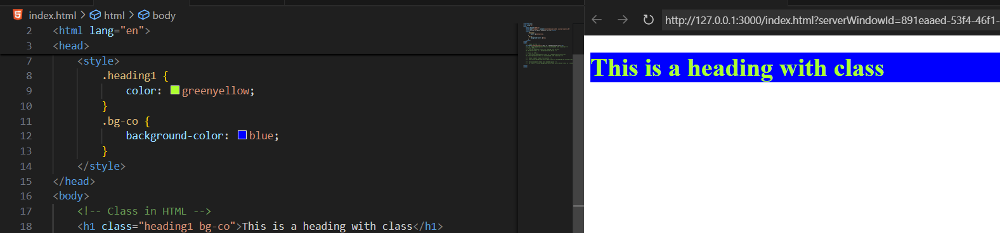 index.html > html > body
2 <html lang="en">
3 <head>
7 <style>
8 .heading1 {
9 color: greenyellow;
10 }
11 .bg-co {
12 background-color: blue;
13 }
14 </style>
15 </head>
16 <body>
17 <!-- Class in HTML -->
18 <h1 class="heading1 bg-co">This is a heading with class</h1>
http://127.0.0.1:3000/index.html?serverWindowId=891eaaed-53f4-46f1-
This is a heading with class